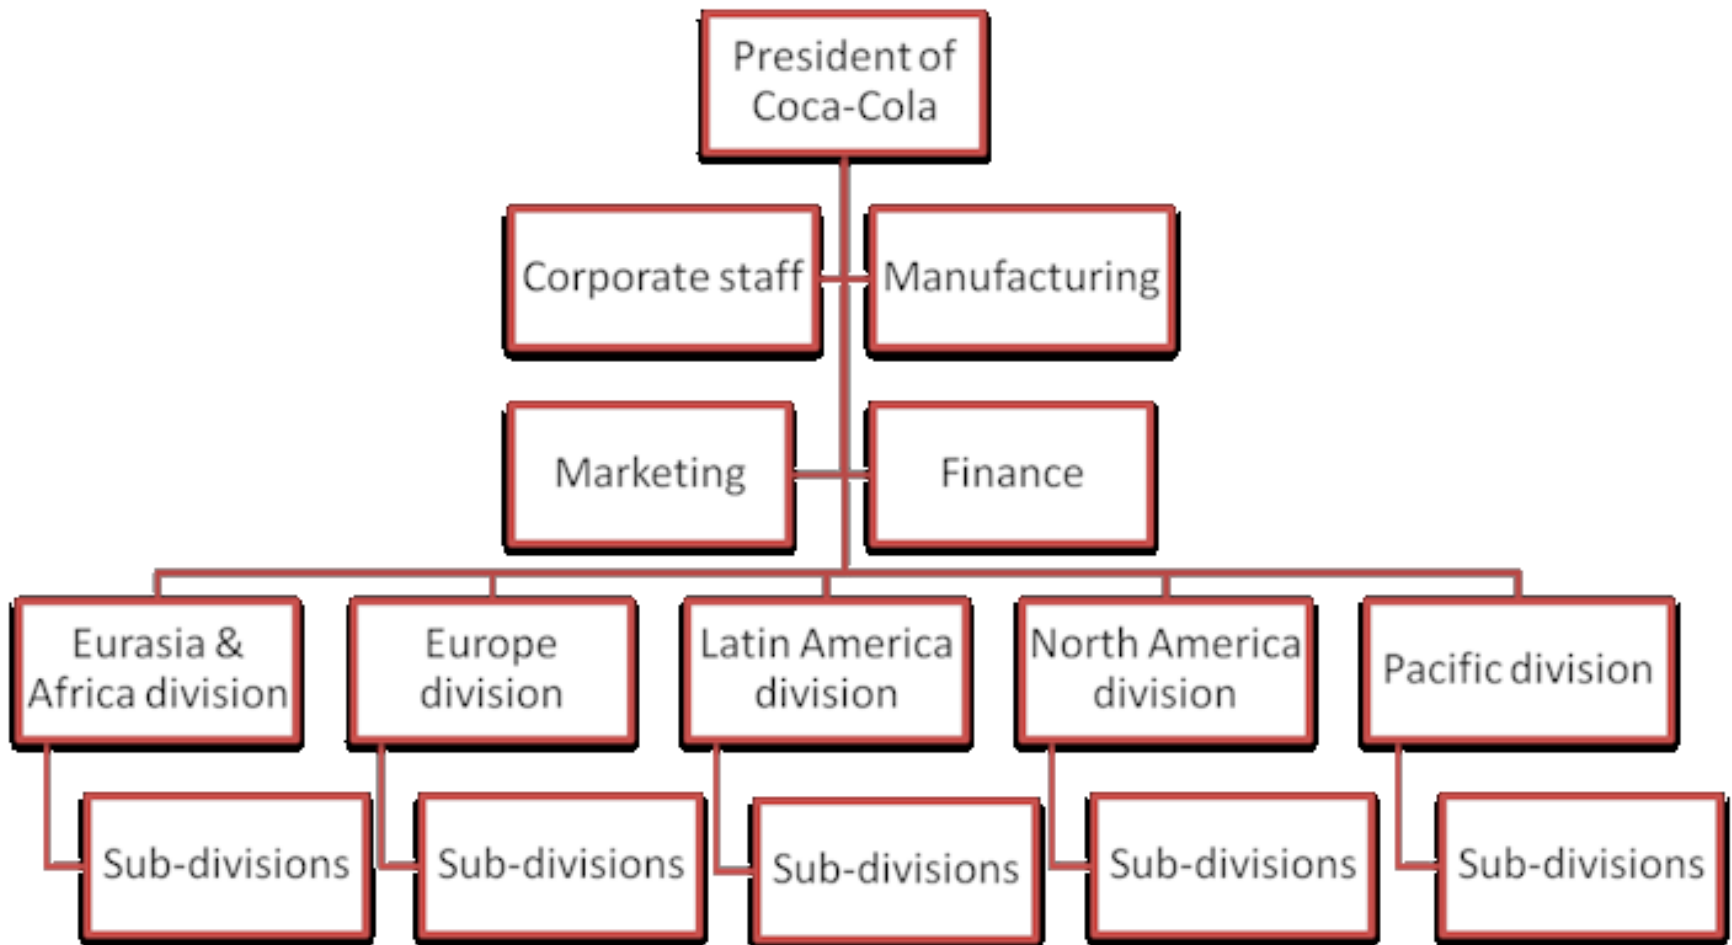 President of
Coca-Cola
Corporate staff
Manufacturing
Marketing
Finance
Eurasia &
Africa division
Europe
division
Latin America
division
North America
division
Pacific division
Sub-divisions
Sub-divisions
Sub-divisions
Sub-divisions
Sub-divisions